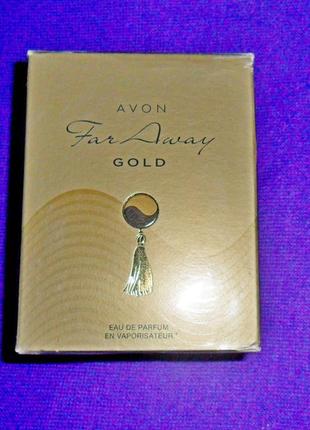 AVON
Far Away
GOLD
EAU DE PARFUM
EN VAPORISATEUR